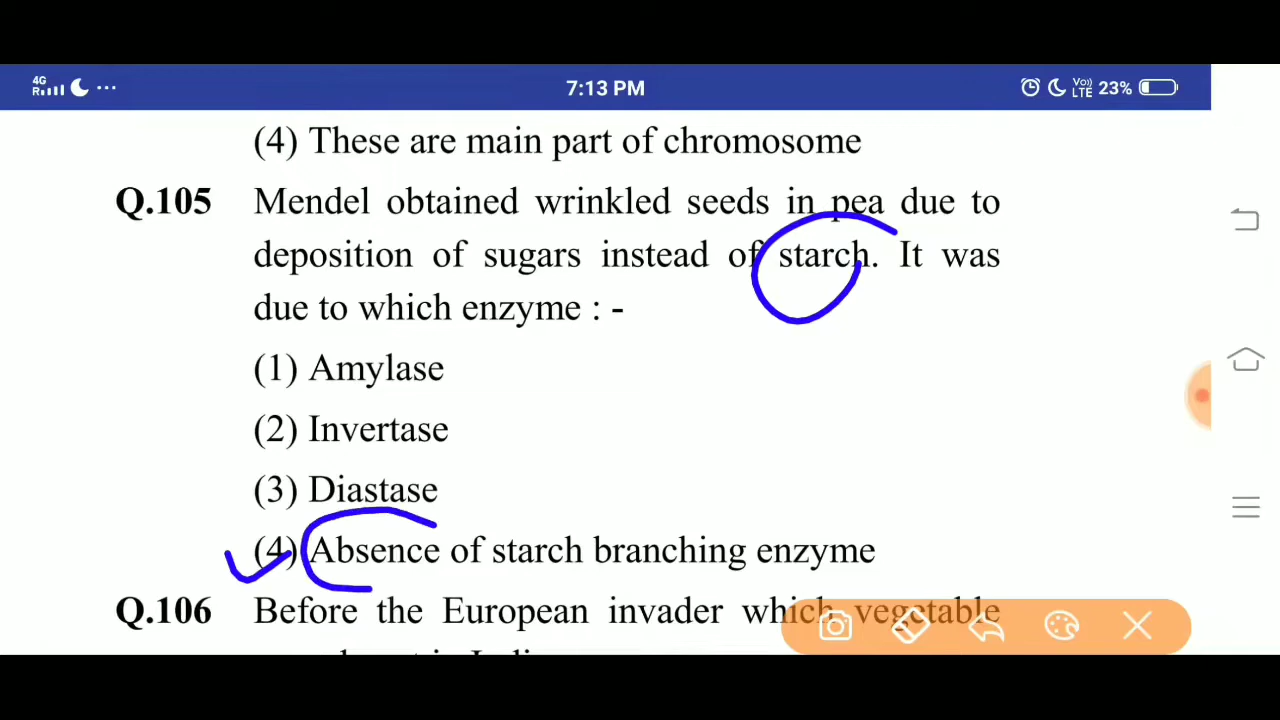 4G
R
7:13 PM
Vo)) LTE 23%
(4) These are main part of chromosome
Q.105 Mendel obtained wrinkled seeds in pea due to
deposition of sugars instead of starch. It was
due to which enzyme : -
(1) Amylase
(2) Invertase
(3) Diastase
(4) Absence of starch branching enzyme
Q.106 Before the European invader which vegetable